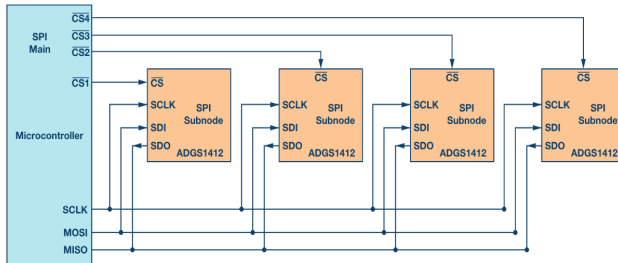 CS4
SPI
Main
CS3
CS2
CS1
Microcontroller
SCLK
MOSI
MISO
CS
SCLK
SPI
Subnode
SDI
SDO
ADGS1412
CS
SCLK
SPI
Subnode
SDI
SDO
ADGS1412
CS
SCLK
SPI
Subnode
SDI
SDO
ADGS1412
CS
SCLK
SPI
Subnode
SDI
SDO
ADGS1412